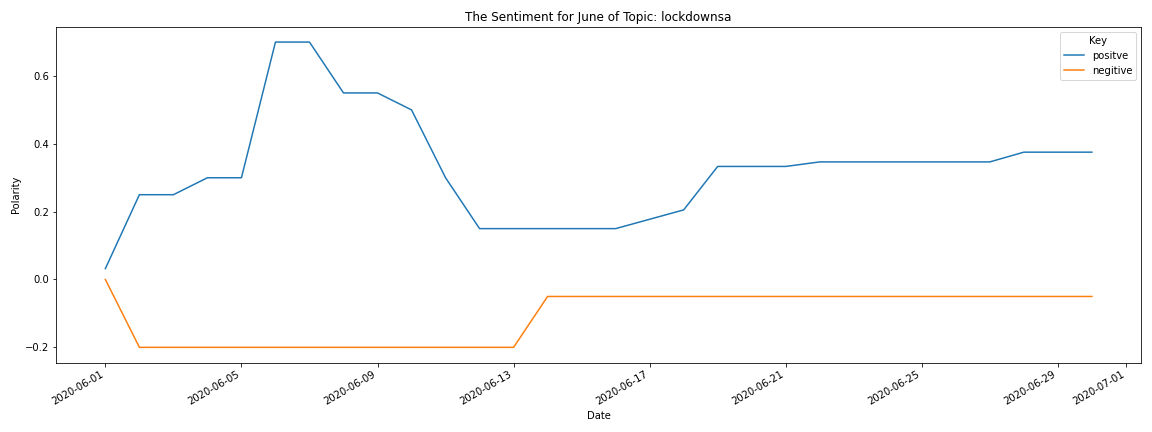 The Sentiment for June of Topic: lockdownsa
Key
positve
negitive
Polarity
0.6
0.4
0.2
0.0
−0.2
2020-06-01
2020-06-05
2020-06-09
2020-06-13
2020-06-17
2020-06-21
2020-06-25
2020-06-29
2020-07-01
Date